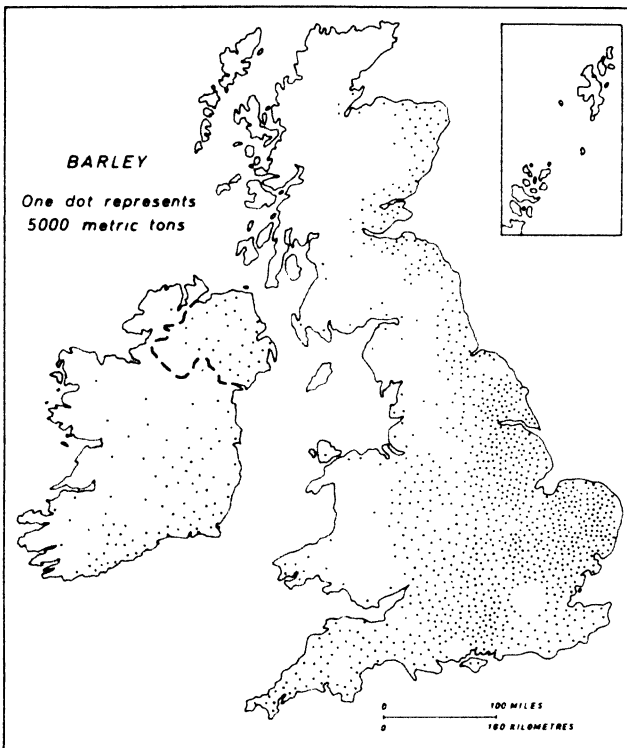 BARLEY
One dot represents
5000 metric tons
0 100 MILES
0 160 KILOMETRES